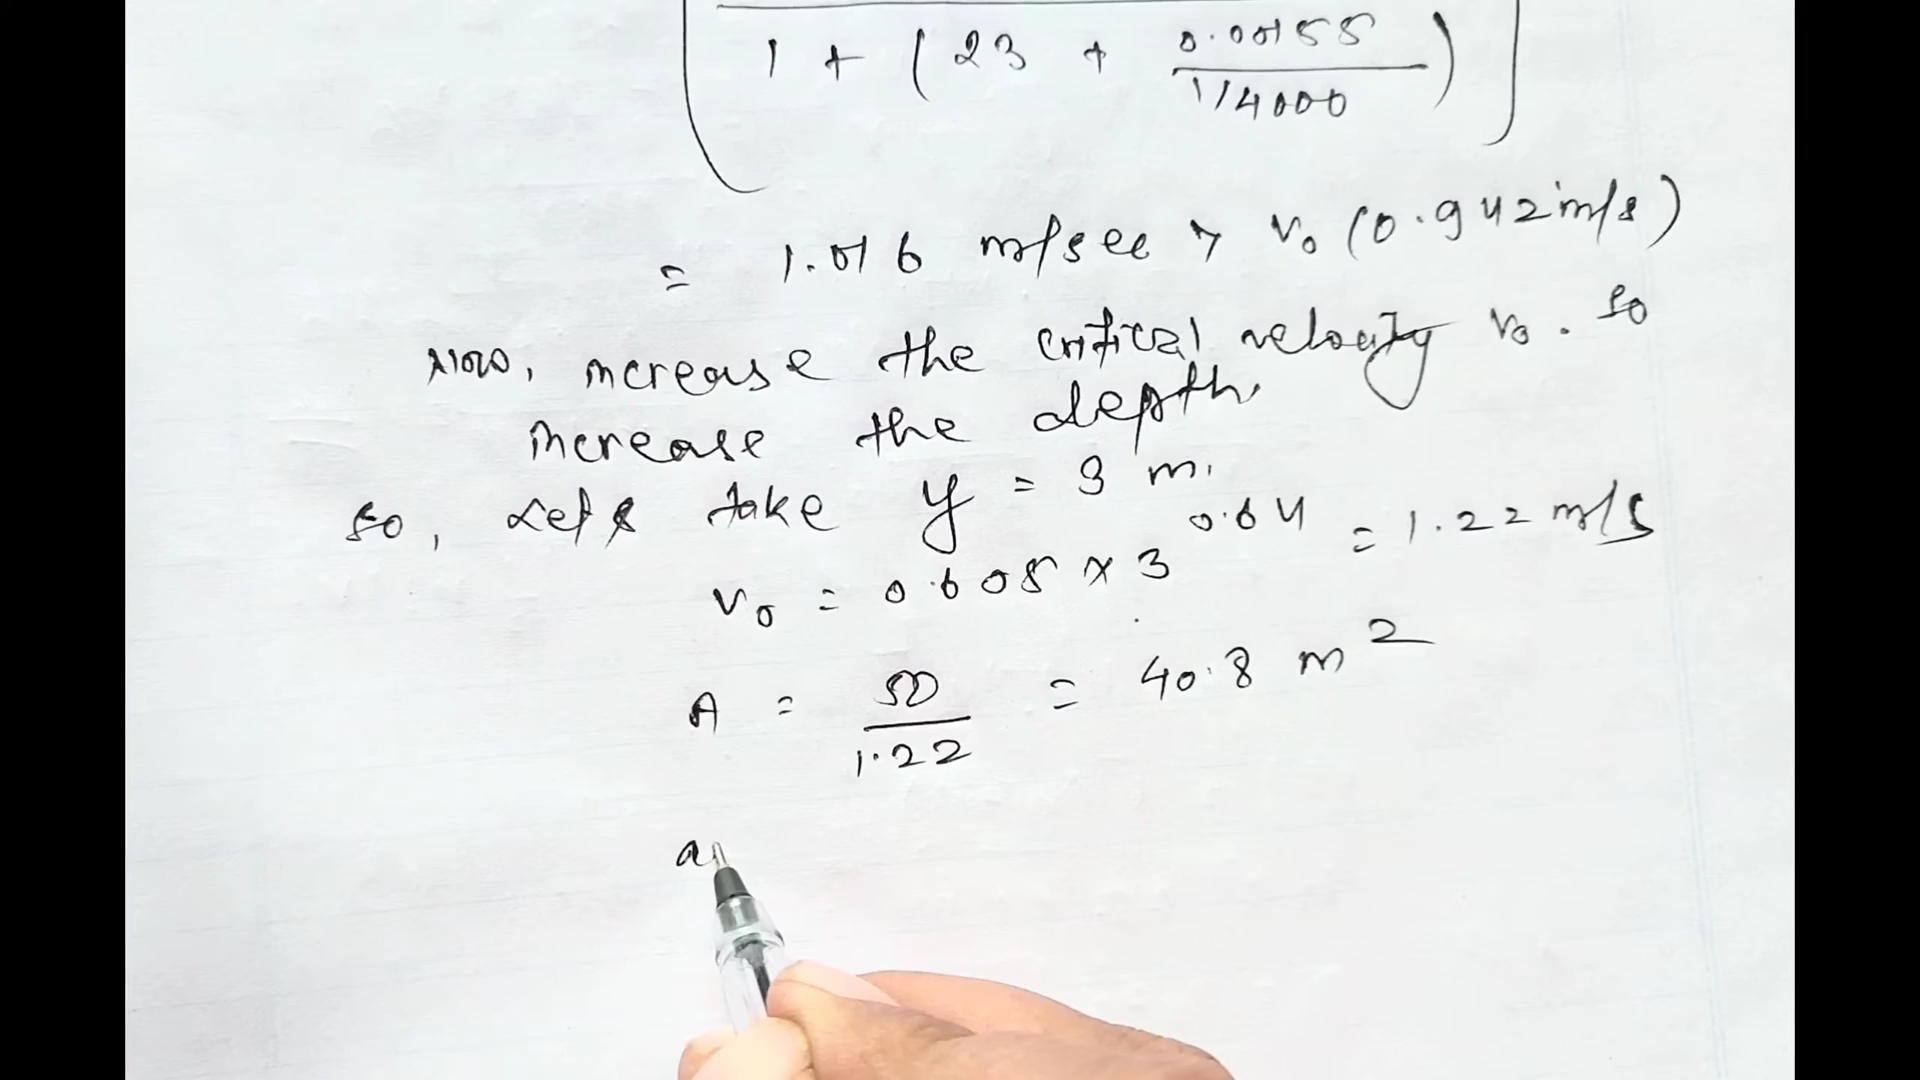 1 + (23 + 0.00155 / 1/4000)
= 1.016 m/sec > V₀ (0.942 m/s)
Now, increase the critical velocity V₀. So
increase the depth.
So, Lets take y = 3 m.
V₀ = 0.605 × 3^0.64 = 1.22 m/s
A = 50 / 1.22 = 40.8 m²
a